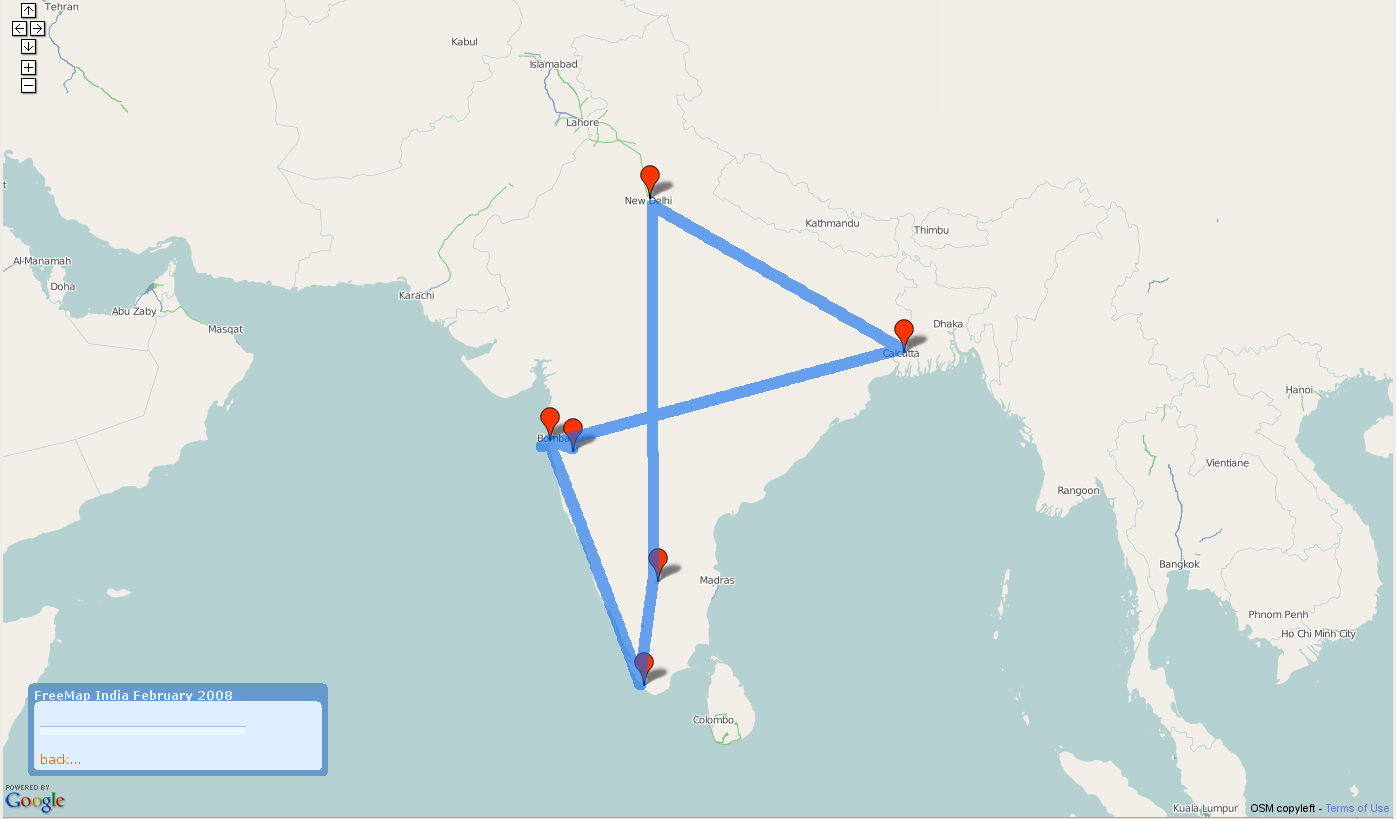 Tehran
Kabul
Islamabad
Lahore
New Delhi
Kathmandu
Thimbu
t
Al-Manamah
Doha
Abu Zaby
Masqat
Karachi
Dhaka
Calcutta
Hanoi
Bomba
Vientiane
Rangoon
Bangkok
Madras
Phnom Penh
Ho Chi Minh City
Colombo
FreeMap India February 2008
back...
POWERED BY
Google
Kuala Lumpur
OSM copyleft - Terms of Use